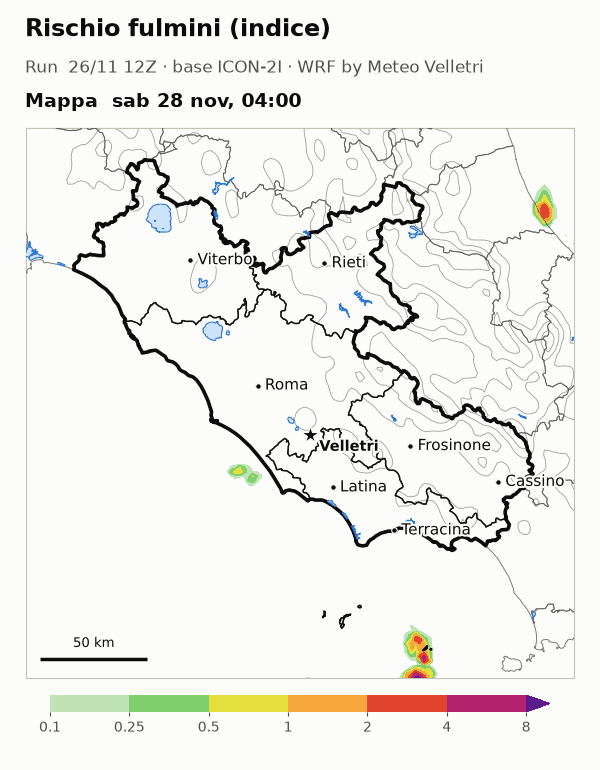 Rischio fulmini (indice)
Run  26/11 12Z · base ICON-2I · WRF by Meteo Velletri
Mappa  sab 28 nov, 04:00
Viterbo
Rieti
Roma
Velletri
Frosinone
Cassino
Latina
Terracina
50 km
0.1 0.25 0.5 1 2 4 8